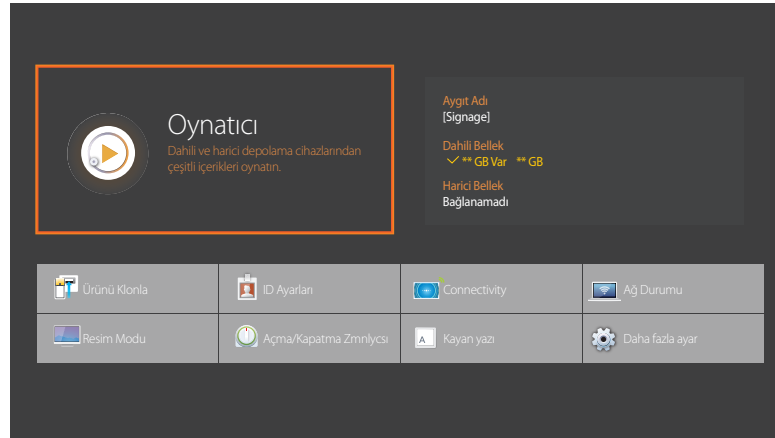 Oynatıcı
Dahili ve harici depolama cihazlarından
çeşitli içerikleri oynatın.
Aygıt Adı
[Signage]
Dahili Bellek
** GB Var ** GB
Harici Bellek
Bağlanamadı
Ürünü Klonla
ID Ayarları
Connectivity
Ağ Durumu
Resim Modu
Açma/Kapatma Zmnlycsı
A
Kayan yazı
Daha fazla ayar